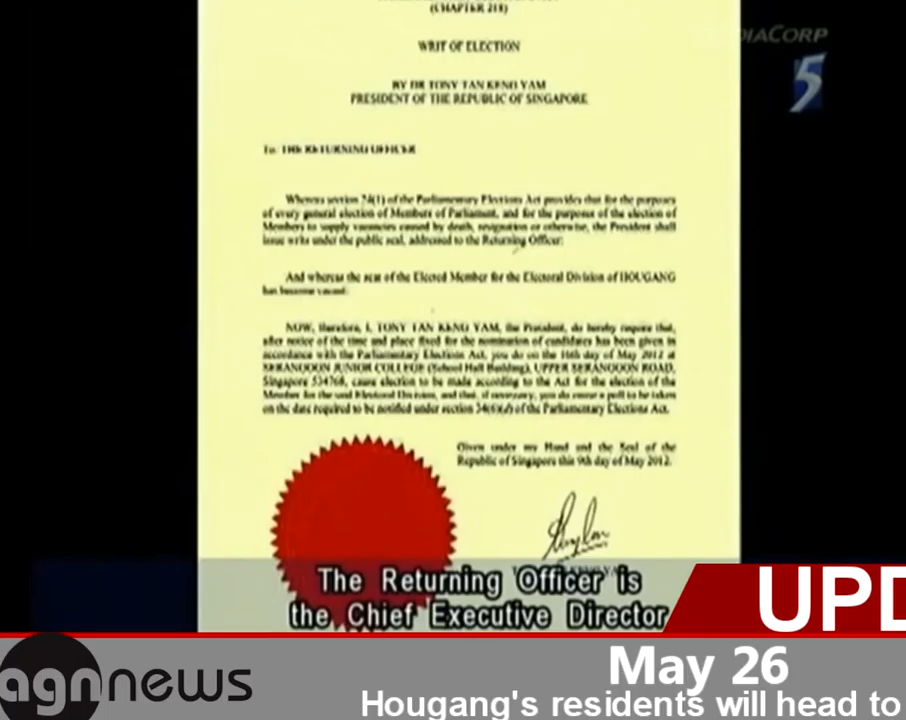 (CHAPTER 218)
WRIT OF ELECTION
BY DR TONY TAN KENG YAM
PRESIDENT OF THE REPUBLIC OF SINGAPORE
To: THE RETURNING OFFICER
Whereas section 24(1) of the Parliamentary Elections Act provides that for the purposes
of every general election of Members of Parliament, and for the purposes of the election of
Members to supply vacancies caused by death, resignation or otherwise, the President shall
issue writs under the public seal, addressed to the Returning Officer:
And whereas the seat of the Elected Member for the Electoral Division of HOUGANG
has become vacant:
NOW, therefore, I, TONY TAN KENG YAM, the President, do hereby require that,
after notice of the time and place fixed for the nomination of candidates has been given in
accordance with the Parliamentary Elections Act, you do on the 16th day of May 2012 at
SERANGOON JUNIOR COLLEGE (School Hall Building), UPPER SERANGOON ROAD,
Singapore 534768, cause election to be made according to the Act for the election of the
Member for the said Electoral Division, and that, if necessary, you do cause a poll to be taken
on the date required to be notified under section 34(6)(d) of the Parliamentary Elections Act.
Given under my Hand and the Seal of the
Republic of Singapore this 9th day of May 2012.
DIACORP
5
The Returning Officer is
the Chief Executive Director
UPD
agnnews
May 26
Hougang's residents will head to